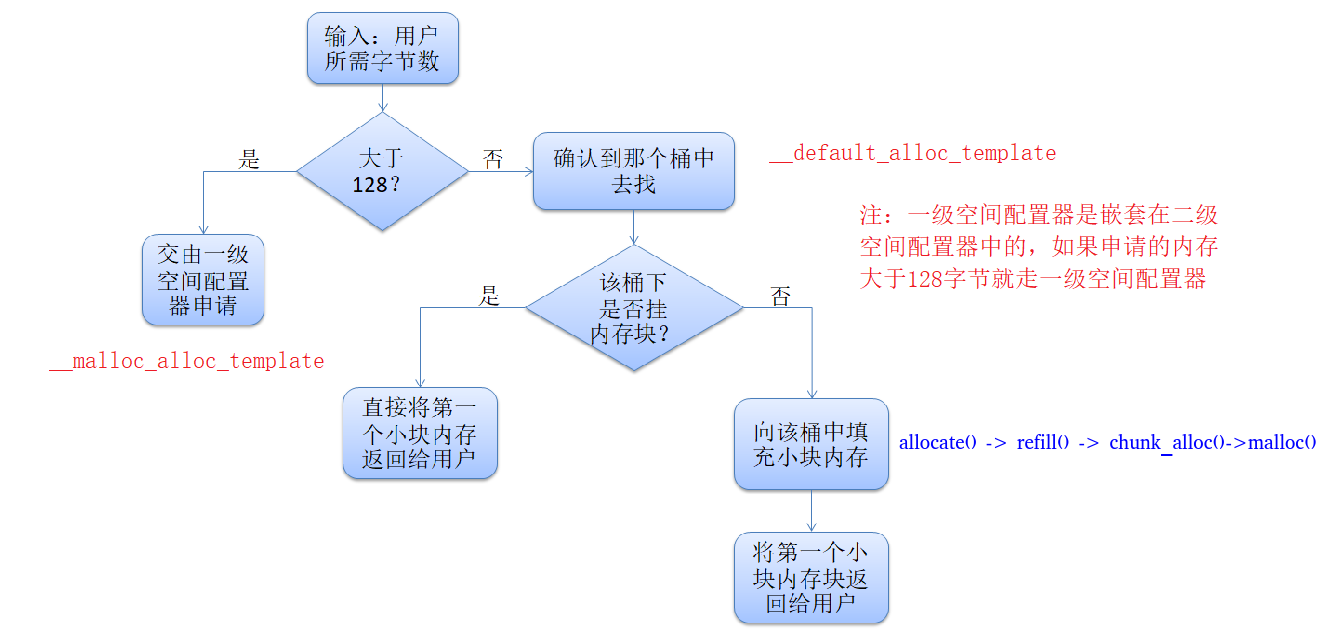 输入：用户
所需字节数
大于
128？
是
否
确认到那个桶中
去找
__default_alloc_template
注：一级空间配置器是嵌套在二级
空间配置器中的，如果申请的内存
大于128字节就走一级空间配置器
交由一级
空间配置
器申请
__malloc_alloc_template
该桶下
是否挂
内存块？
是
否
直接将第一
个小块内存
返回给用户
向该桶中填
充小块内存
allocate() -> refill() -> chunk_alloc()->malloc()
将第一个小
块内存块返
回给用户